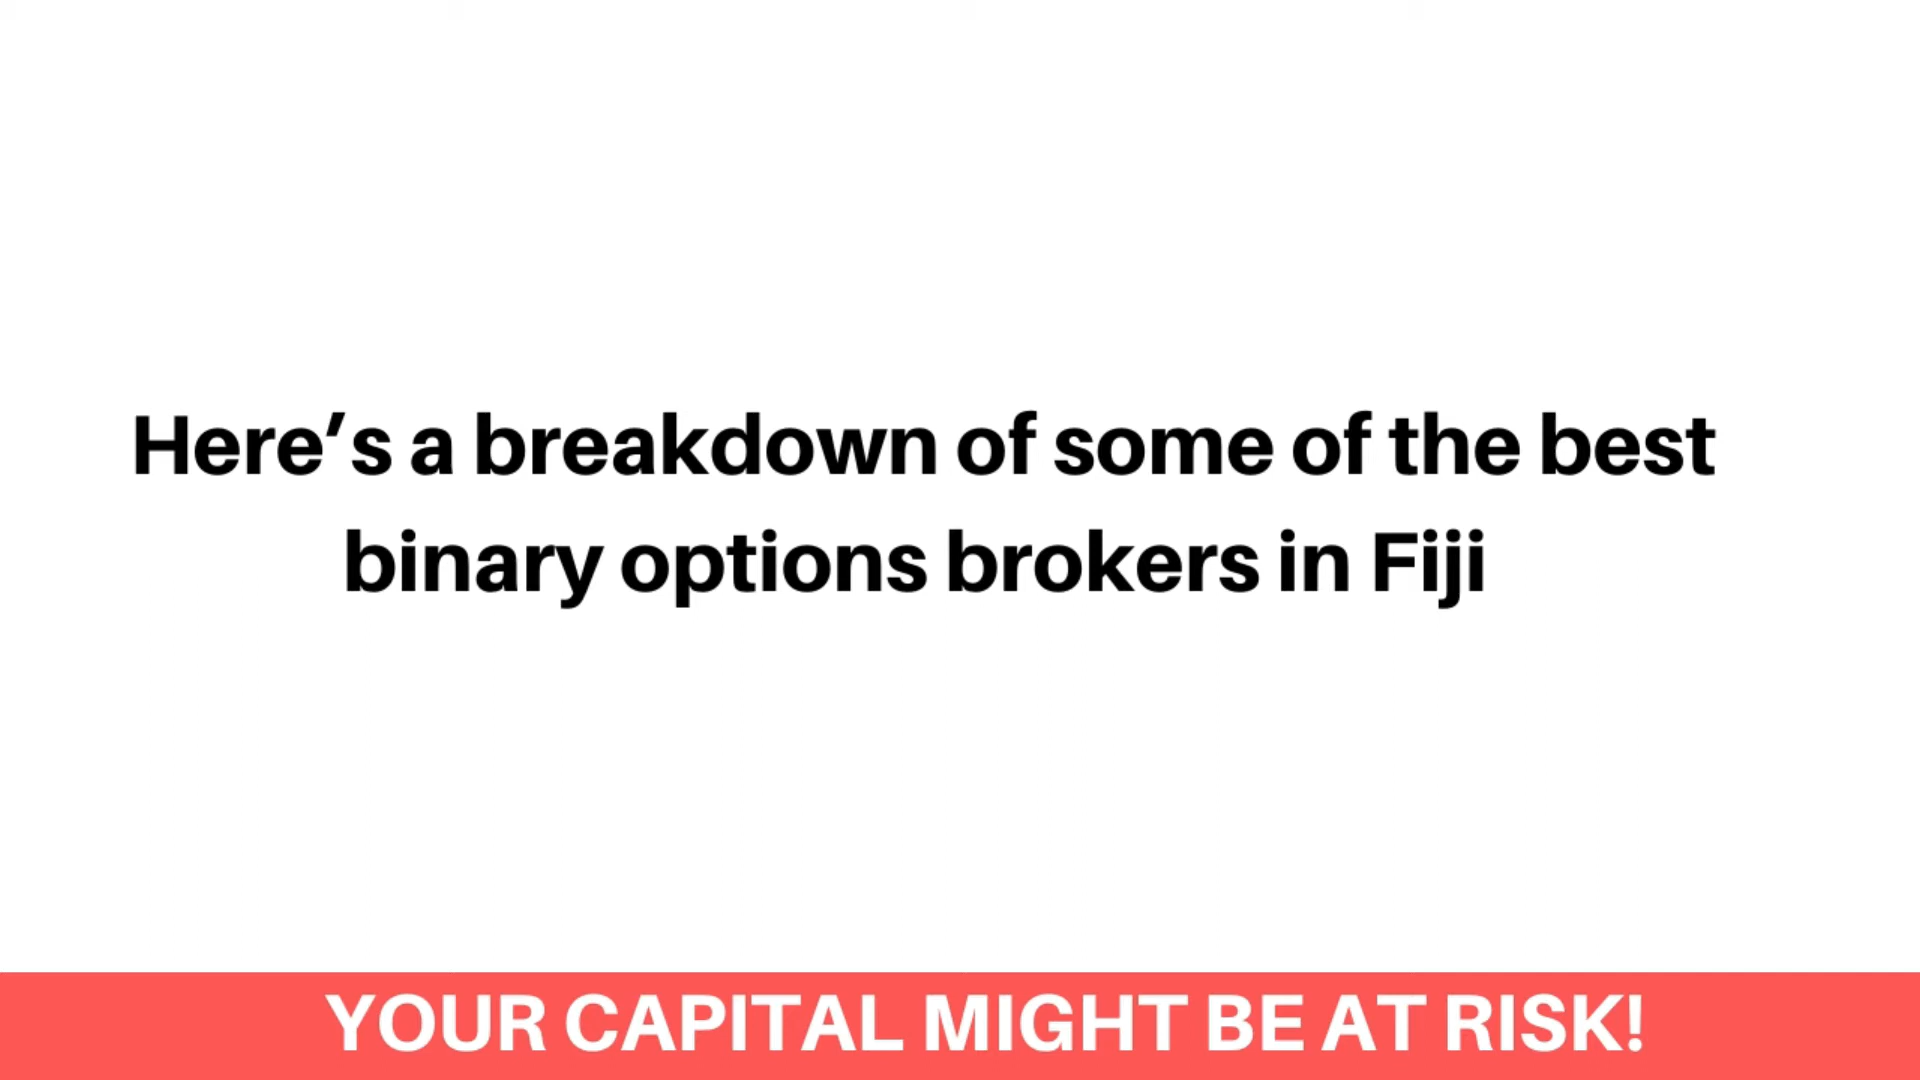 Here’s a breakdown of some of the best
binary options brokers in Fiji
YOUR CAPITAL MIGHT BE AT RISK!